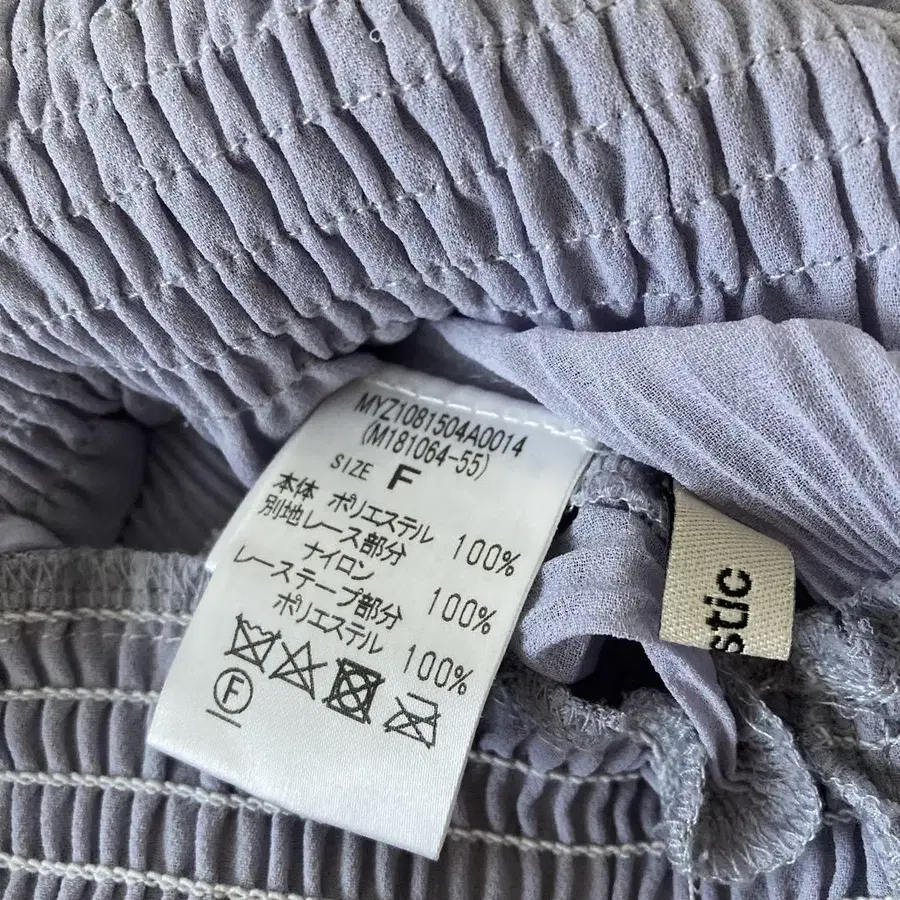 MYZ1081504A0014
(M181064-55)
SIZE F
本体 ポリエステル 100%
別地レース部分
ナイロン 100%
レーステープ部分
ポリエステル 100%
F
stic